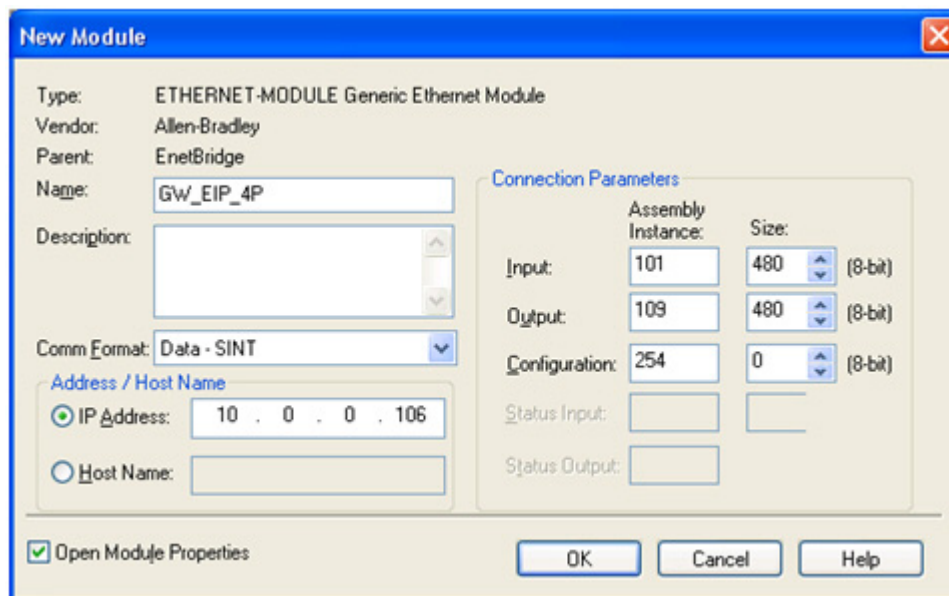 New Module
Type: ETHERNET-MODULE Generic Ethernet Module
Vendor: Allen-Bradley
Parent: EnetBridge
Name: GW_EIP_4P
Description:
Comm Format: Data - SINT
Address / Host Name
IP Address: 10 . 0 . 0 . 106
Host Name:
Connection Parameters
Assembly Instance: Size:
Input: 101 480 (8-bit)
Output: 109 480 (8-bit)
Configuration: 254 0 (8-bit)
Status Input:
Status Output:
Open Module Properties
OK Cancel Help